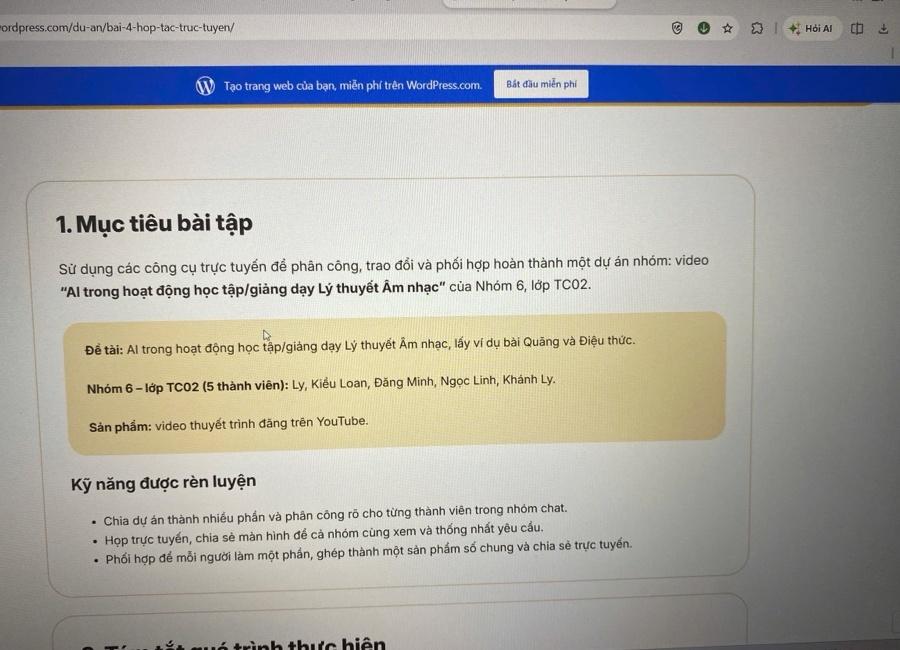 ordpress.com/du-an/bai-4-hop-tac-truc-tuyen/
Hỏi AI
Tạo trang web của bạn, miễn phí trên WordPress.com.
Bắt đầu miễn phí
1. Mục tiêu bài tập
Sử dụng các công cụ trực tuyến để phân công, trao đổi và phối hợp hoàn thành một dự án nhóm: video
“AI trong hoạt động học tập/giảng dạy Lý thuyết Âm nhạc” của Nhóm 6, lớp TC02.
Đề tài: AI trong hoạt động học tập/giảng dạy Lý thuyết Âm nhạc, lấy ví dụ bài Quãng và Điệu thức.
Nhóm 6 – lớp TC02 (5 thành viên): Ly, Kiều Loan, Đăng Minh, Ngọc Linh, Khánh Ly.
Sản phẩm: video thuyết trình đăng trên YouTube.
Kỹ năng được rèn luyện
• Chia dự án thành nhiều phần và phân công rõ cho từng thành viên trong nhóm chat.
• Họp trực tuyến, chia sẻ màn hình để cả nhóm cùng xem và thống nhất yêu cầu.
• Phối hợp để mỗi người làm một phần, ghép thành một sản phẩm số chung và chia sẻ trực tuyến.
2. Tóm tắt quá trình thực hiện